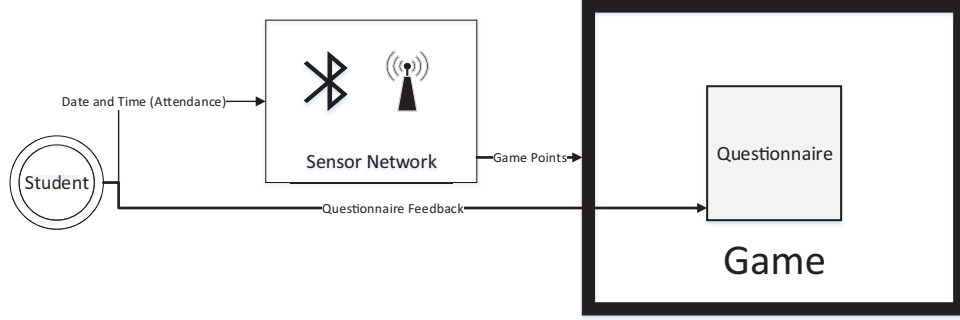 Date and Time (Attendance)
Sensor Network
Game Points
Questionnaire
Student
Questionnaire Feedback
Game